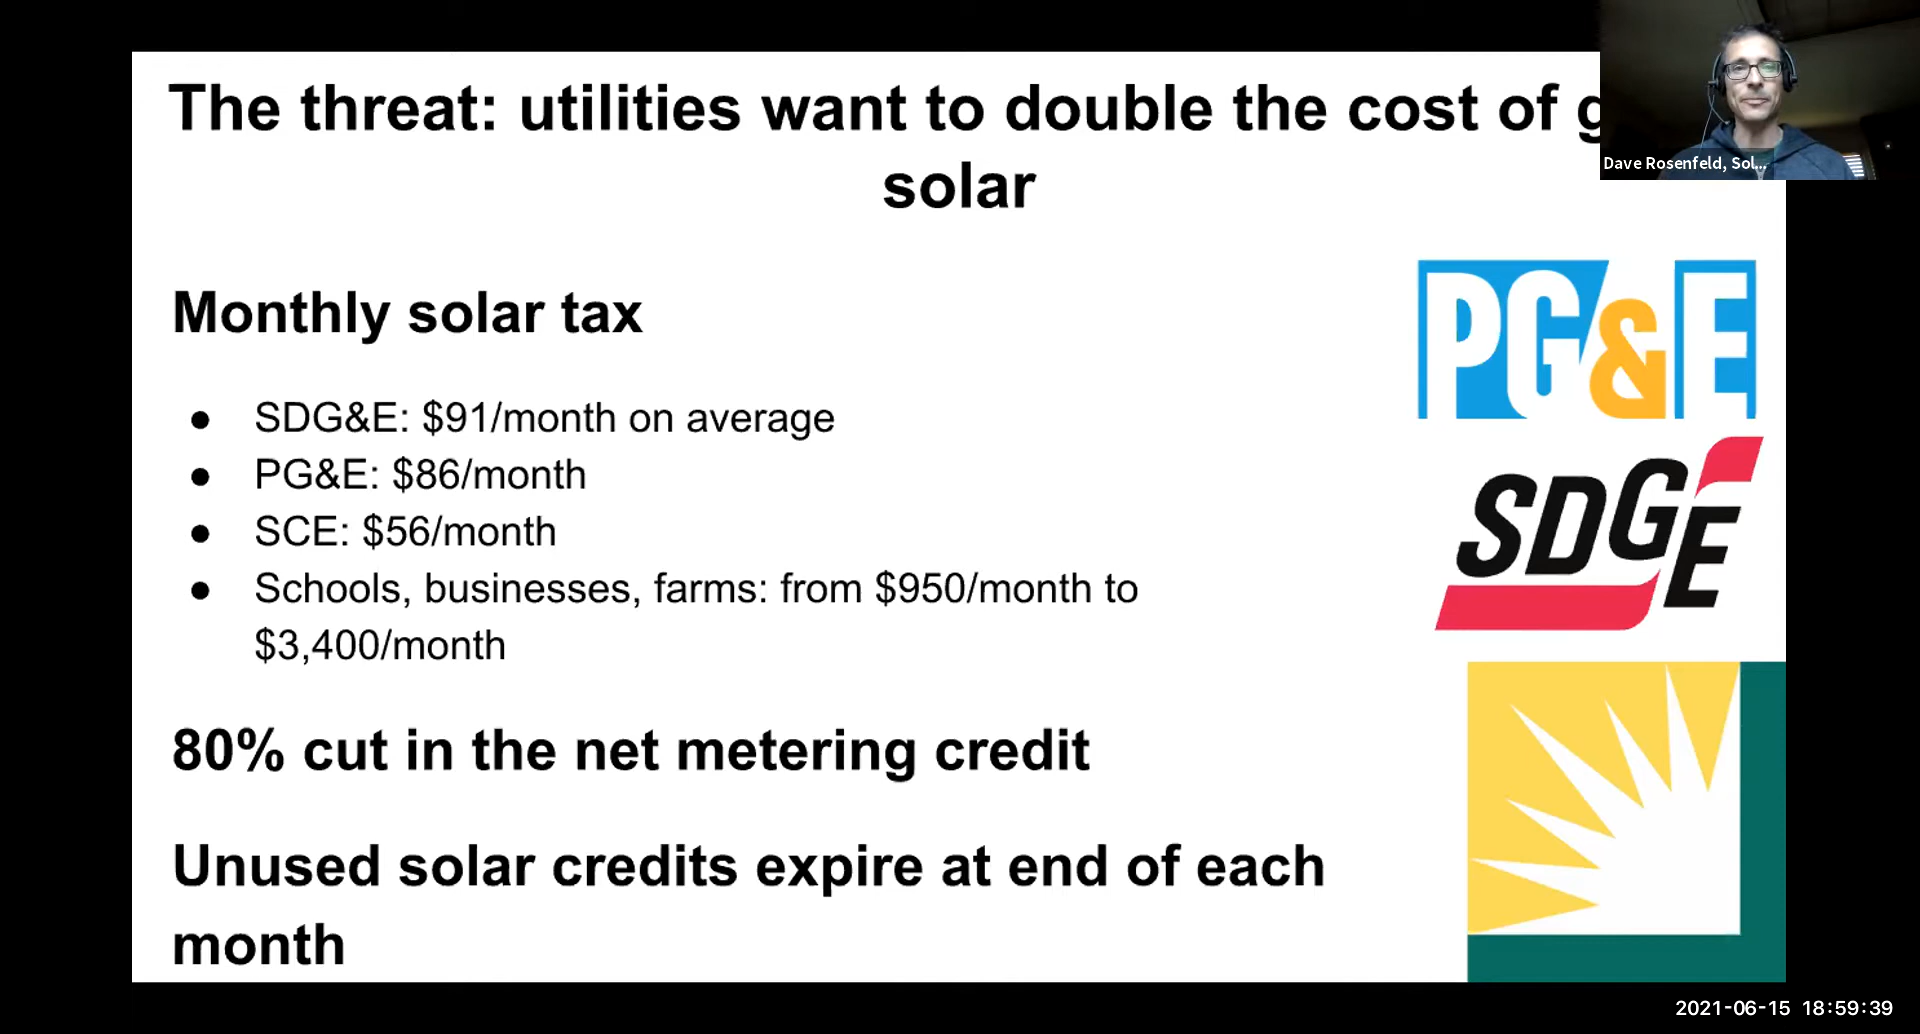 The threat: utilities want to double the cost of
solar
Dave Rosenfeld, Sol...
Monthly solar tax
● SDG&E: $91/month on average
● PG&E: $86/month
● SCE: $56/month
● Schools, businesses, farms: from $950/month to
$3,400/month
80% cut in the net metering credit
Unused solar credits expire at end of each
month
PG&E
SDGE
2021-06-15 18:59:39